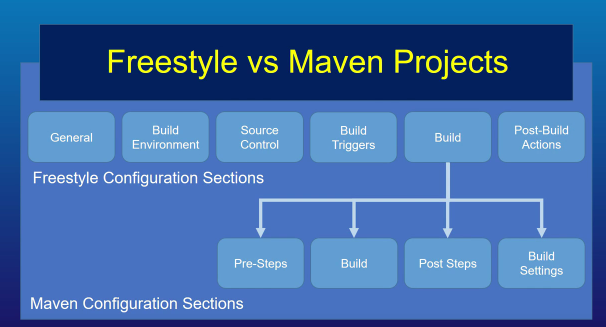 Freestyle vs Maven Projects
General
Build
Environment
Source
Control
Build
Triggers
Build
Post-Build
Actions
Freestyle Configuration Sections
Pre-Steps
Build
Post Steps
Build
Settings
Maven Configuration Sections